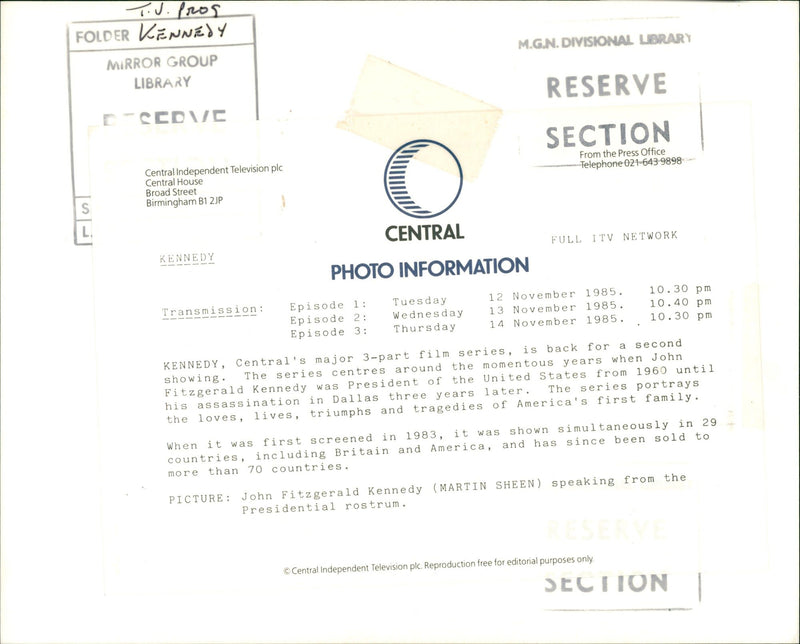 T.V. PROG
FOLDER KENNEDY
MIRROR GROUP
LIBRARY
RESERVE
S
L
M.G.N. DIVISIONAL LIBRARY
RESERVE
SECTION
From the Press Office
Telephone 021-643 9898
Central Independent Television plc
Central House
Broad Street
Birmingham B1 2JP
CENTRAL
FULL ITV NETWORK
KENNEDY
PHOTO INFORMATION
Transmission: Episode 1: Tuesday 12 November 1985. 10.30 pm
Episode 2: Wednesday 13 November 1985. 10.40 pm
Episode 3: Thursday 14 November 1985. 10.30 pm
KENNEDY, Central's major 3-part film series, is back for a second
showing. The series centres around the momentous years when John
Fitzgerald Kennedy was President of the United States from 1960 until
his assassination in Dallas three years later. The series portrays
the loves, lives, triumphs and tragedies of America's first family.
When it was first screened in 1983, it was shown simultaneously in 29
countries, including Britain and America, and has since been sold to
more than 70 countries.
PICTURE: John Fitzgerald Kennedy (MARTIN SHEEN) speaking from the
Presidential rostrum.
RESERVE
© Central Independent Television plc. Reproduction free for editorial purposes only.
SECTION